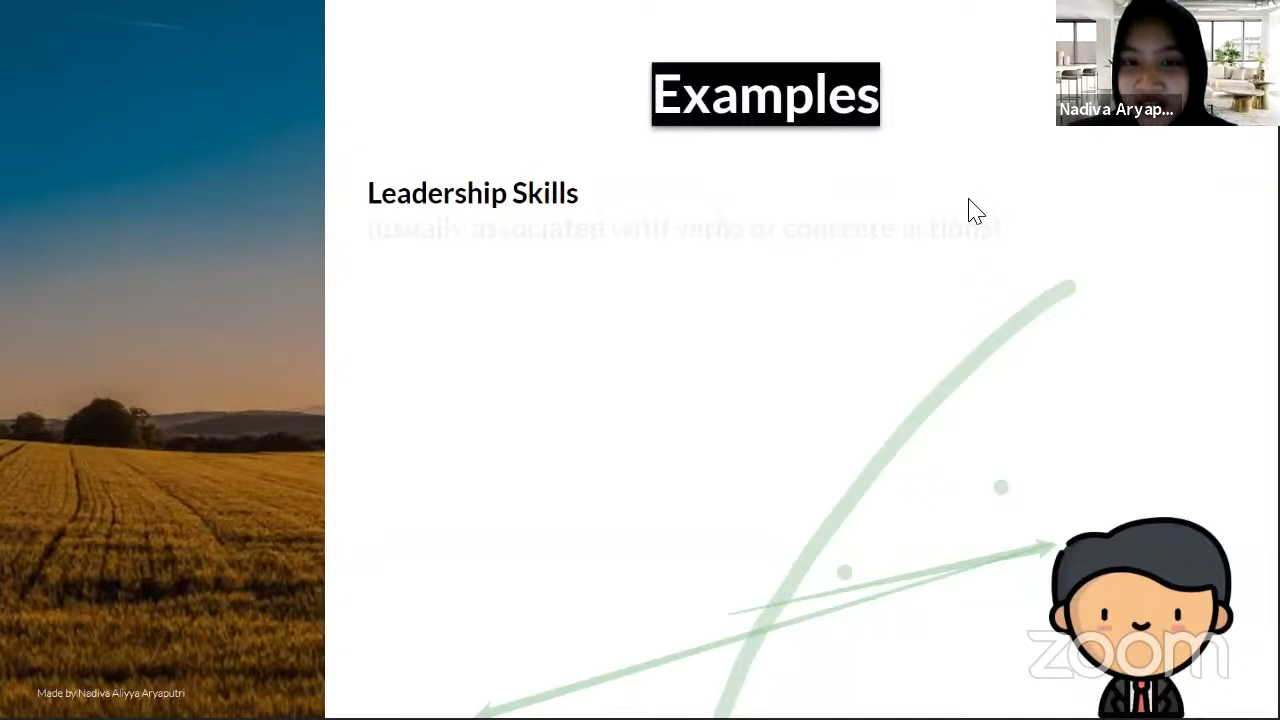 Examples
Nadiva Aryap...
Leadership Skills
(usually associated with verbs or concrete actions)
zoom
Made by Nadiva Aliyya Aryaputri